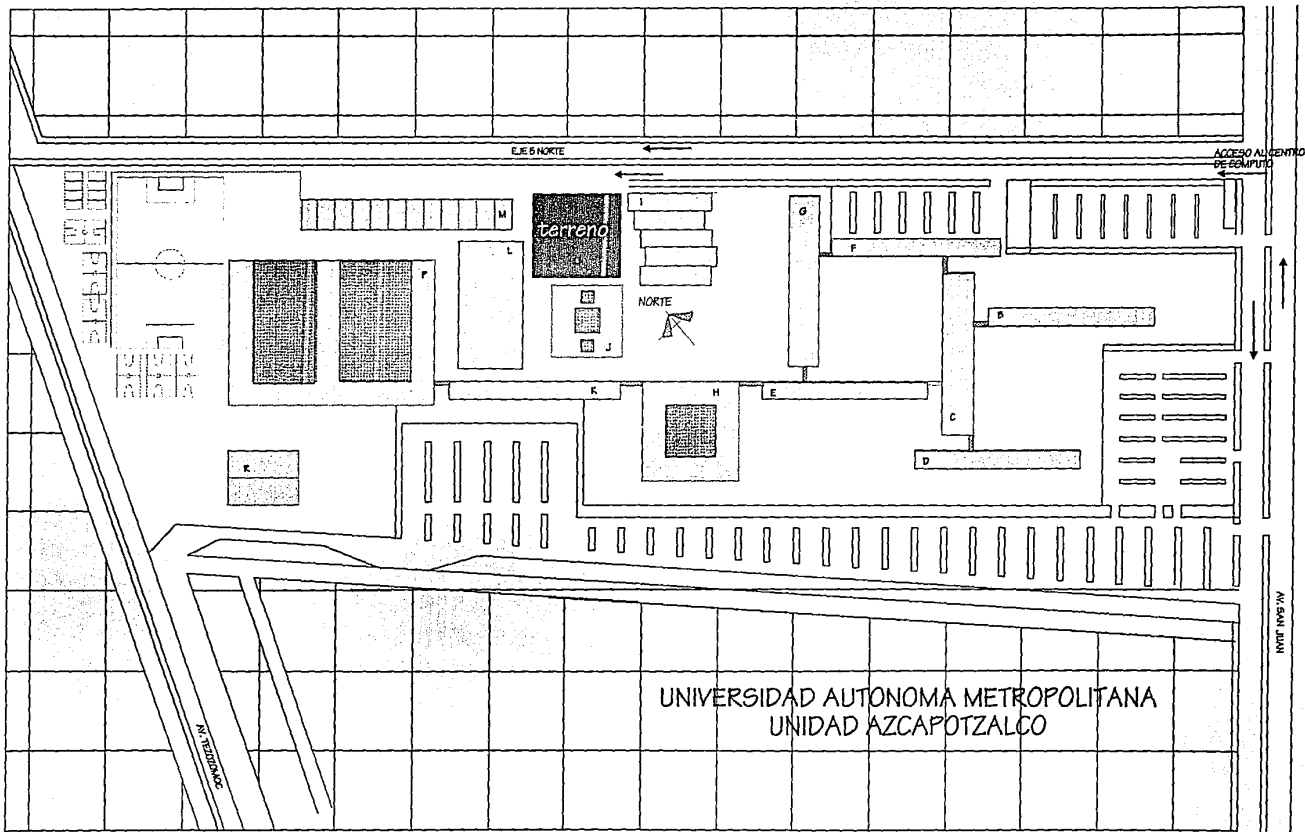 EJE 5 NORTE
ACCESO AL CENTRO
DE COMPUTO
M
terreno
I
G
F
L
P
NORTE
B
J
K
H
E
C
D
R
AV. SAN JUAN
UNIVERSIDAD AUTONOMA METROPOLITANA
UNIDAD AZCAPOTZALCO
AV. TEZOZOMOC